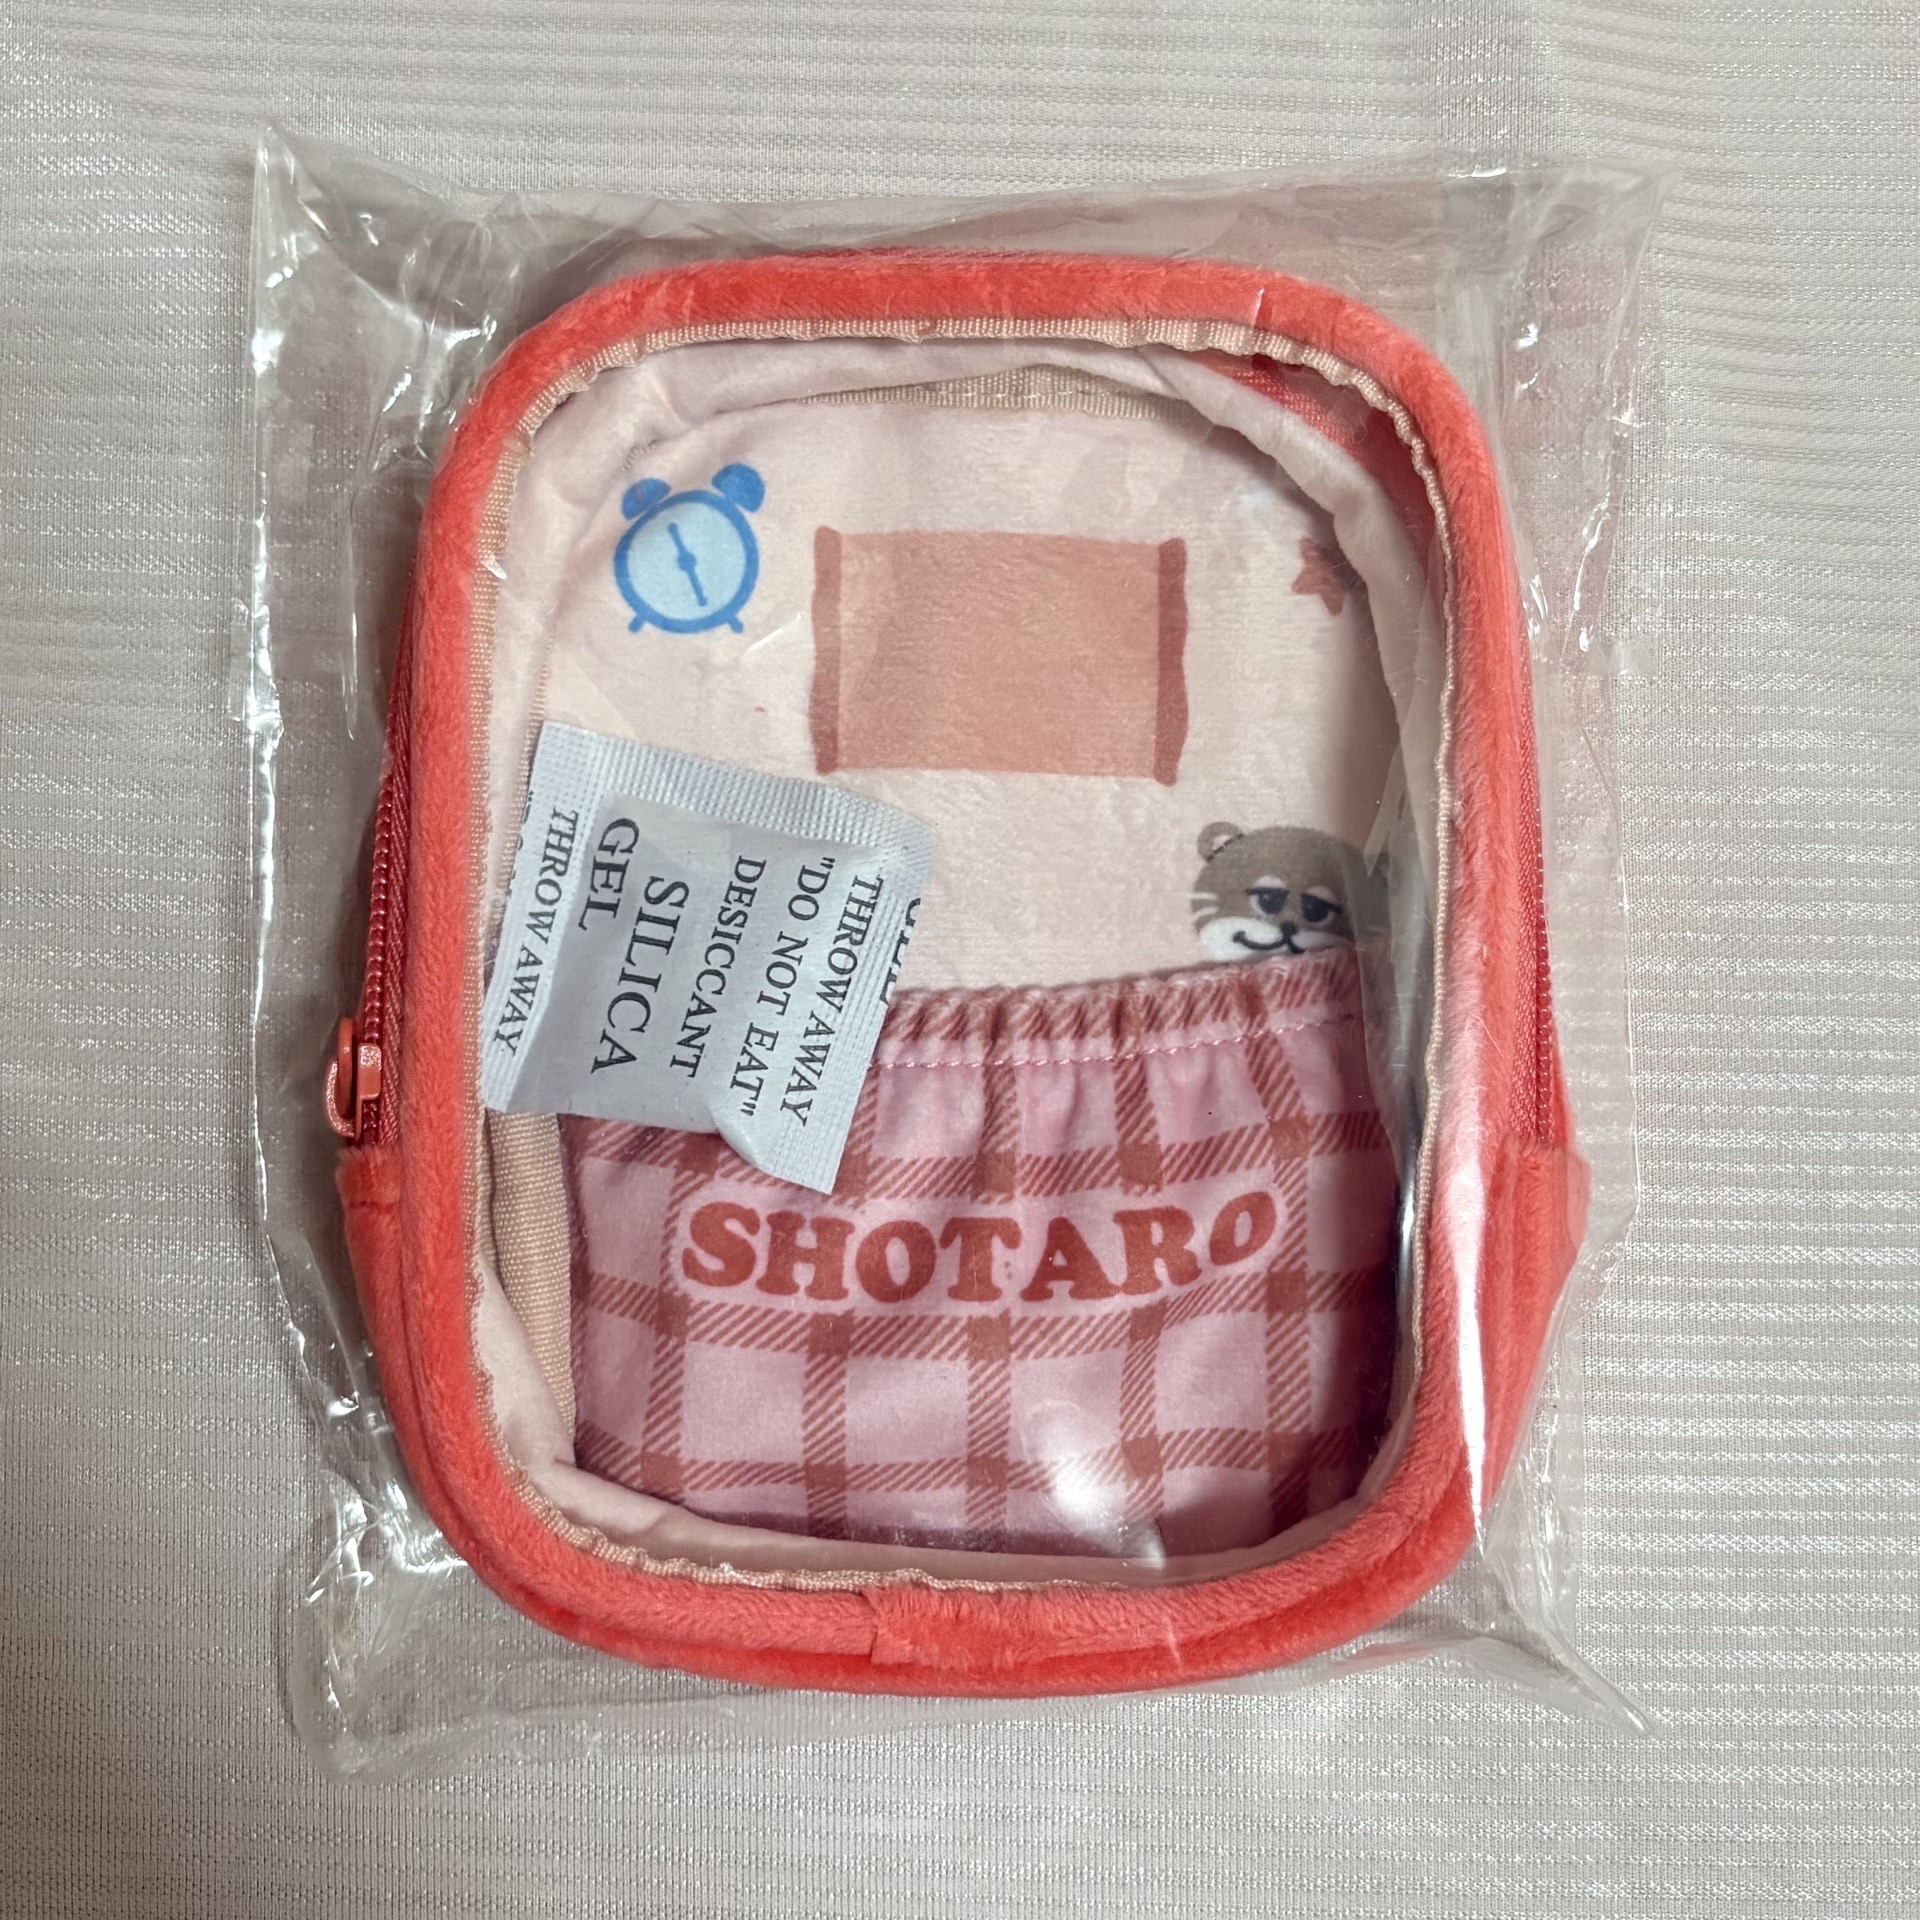 THROW AWAY
"DO NOT EAT"
DESICCANT
SILICA
GEL
THROW AWAY
SHOTARO